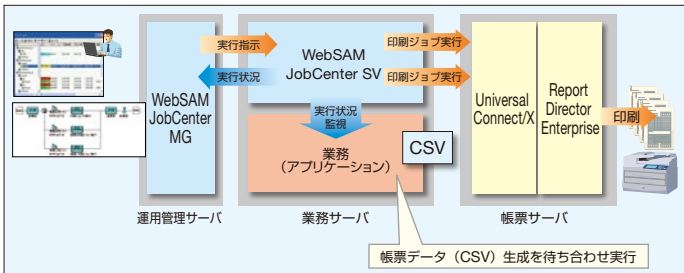 実行指示
実行状況
WebSAM
JobCenter
MG
運用管理サーバ
WebSAM
JobCenter SV
実行状況
監視
業務
（アプリケーション）
CSV
業務サーバ
印刷ジョブ実行
印刷ジョブ実行
Universal
Connect/X
Report
Director
Enterprise
帳票サーバ
印刷
帳票データ（CSV）生成を待ち合わせ実行